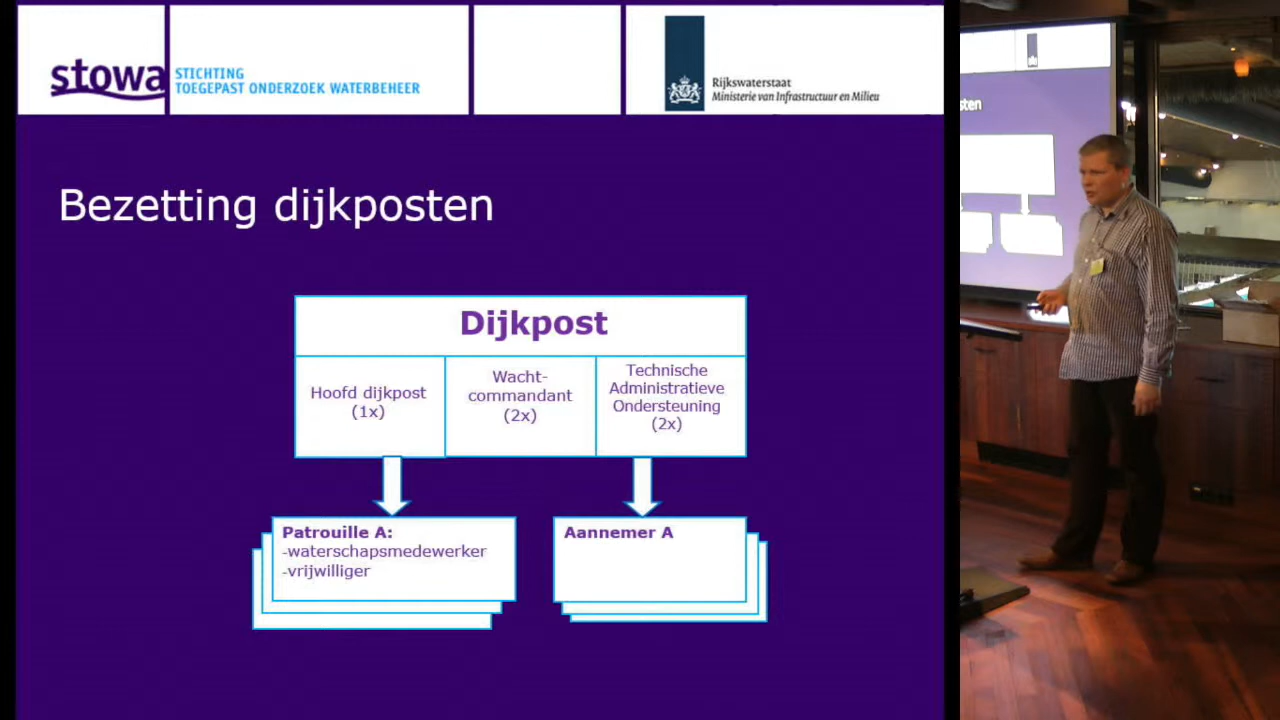 stowa
STICHTING
TOEGEPAST ONDERZOEK WATERBEHEER
Rijkswaterstaat
Ministerie van Infrastructuur en Milieu
Bezetting dijkposten
Dijkpost
Hoofd dijkpost
(1x)
Wacht-
commandant
(2x)
Technische
Administratieve
Ondersteuning
(2x)
Patrouille A:
-waterschapsmedewerker
-vrijwilliger
Aannemer A
sten